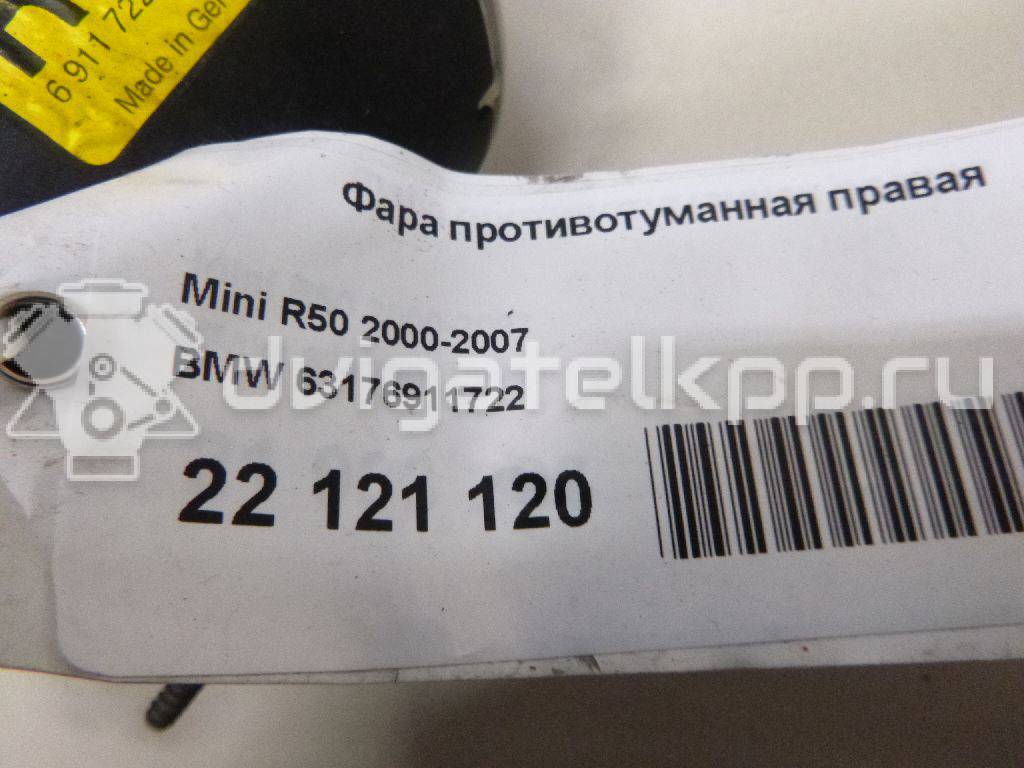 6 911 722
Made in Ger
Фара противотуманная правая
Mini R50 2000-2007
BMW 63176911722
22 121 120
dvigatelkpp.ru